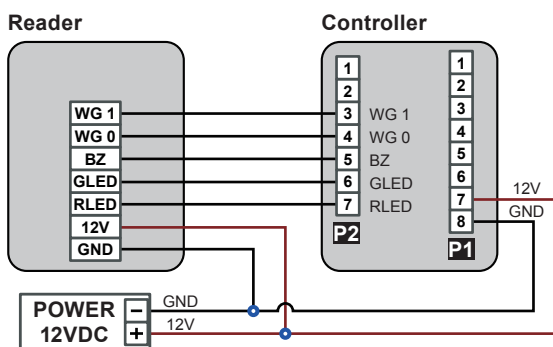 Reader
Controller
WG 1
WG 0
BZ
GLED
RLED
12V
GND
1
2
3 WG 1
4 WG 0
5 BZ
6 GLED
7 RLED
P2
1
2
3
4
5
6
7
8
P1
12V
GND
POWER − GND
12VDC + 12V